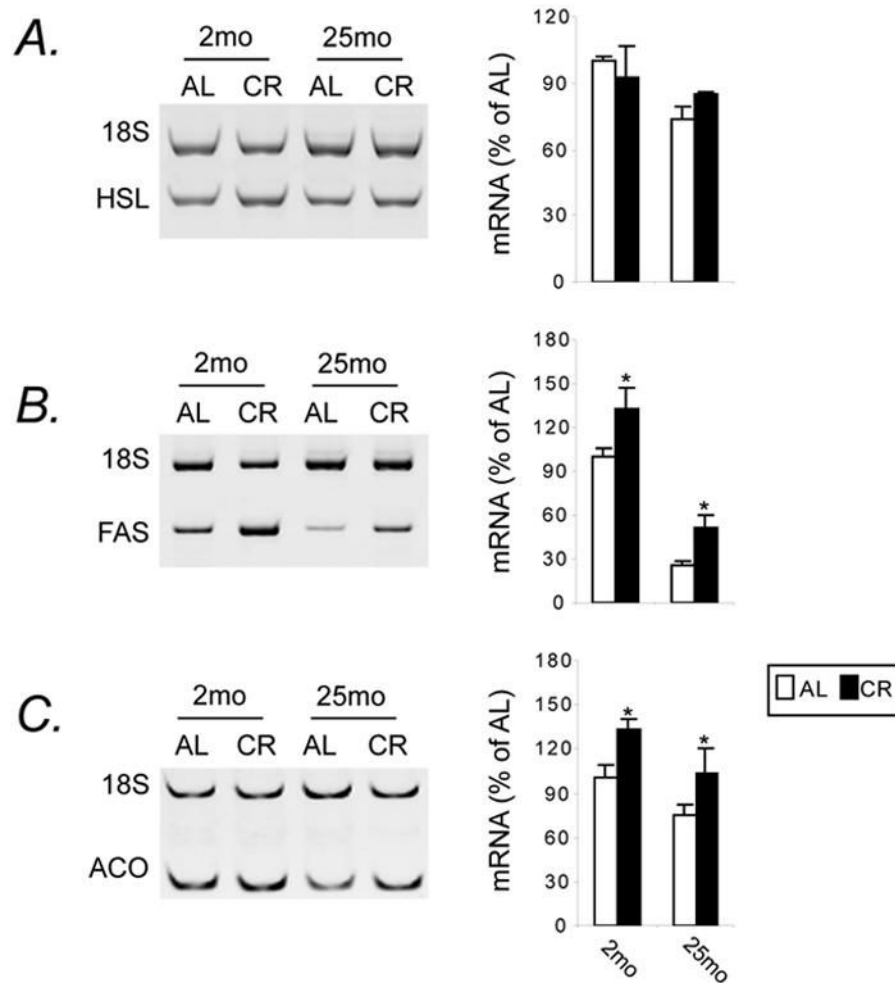 A.
2mo 25mo
AL CR AL CR
18S
HSL
mRNA (% of AL)
120
90
60
30
0
B.
2mo 25mo
AL CR AL CR
18S
FAS
mRNA (% of AL)
180
150
120
90
60
30
0
* *
C.
2mo 25mo
AL CR AL CR
18S
ACO
mRNA (% of AL)
180
150
120
90
60
30
0
* *
2mo 25mo
AL CR